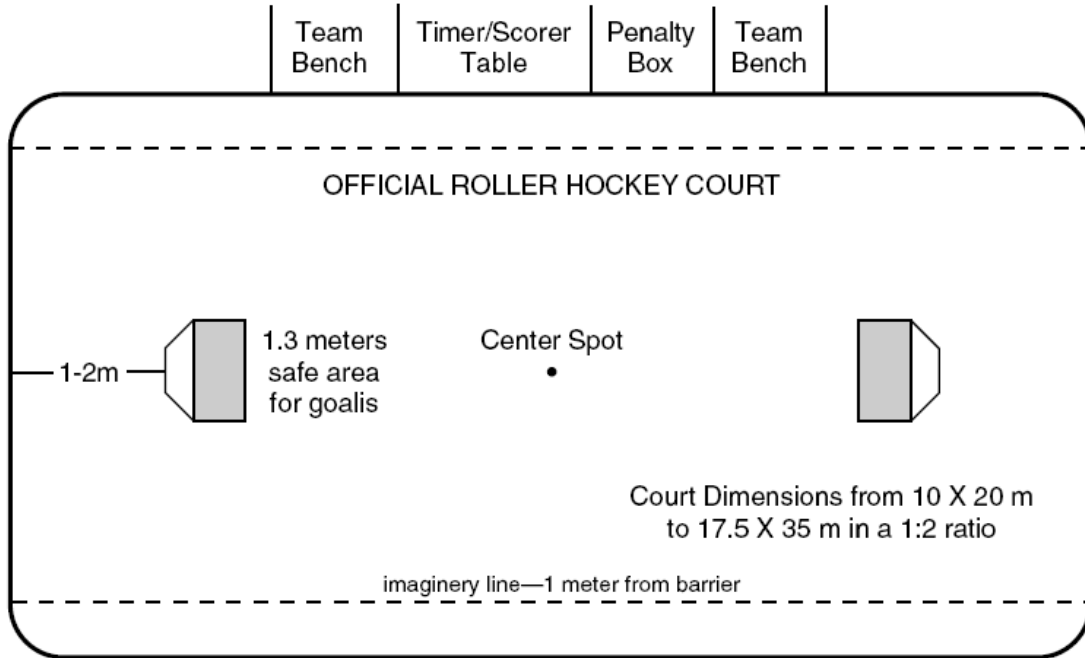 Team
Bench
Timer/Scorer
Table
Penalty
Box
Team
Bench
OFFICIAL ROLLER HOCKEY COURT
1-2m
1.3 meters
safe area
for goalis
Center Spot
Court Dimensions from 10 X 20 m
to 17.5 X 35 m in a 1:2 ratio
imaginery line—1 meter from barrier